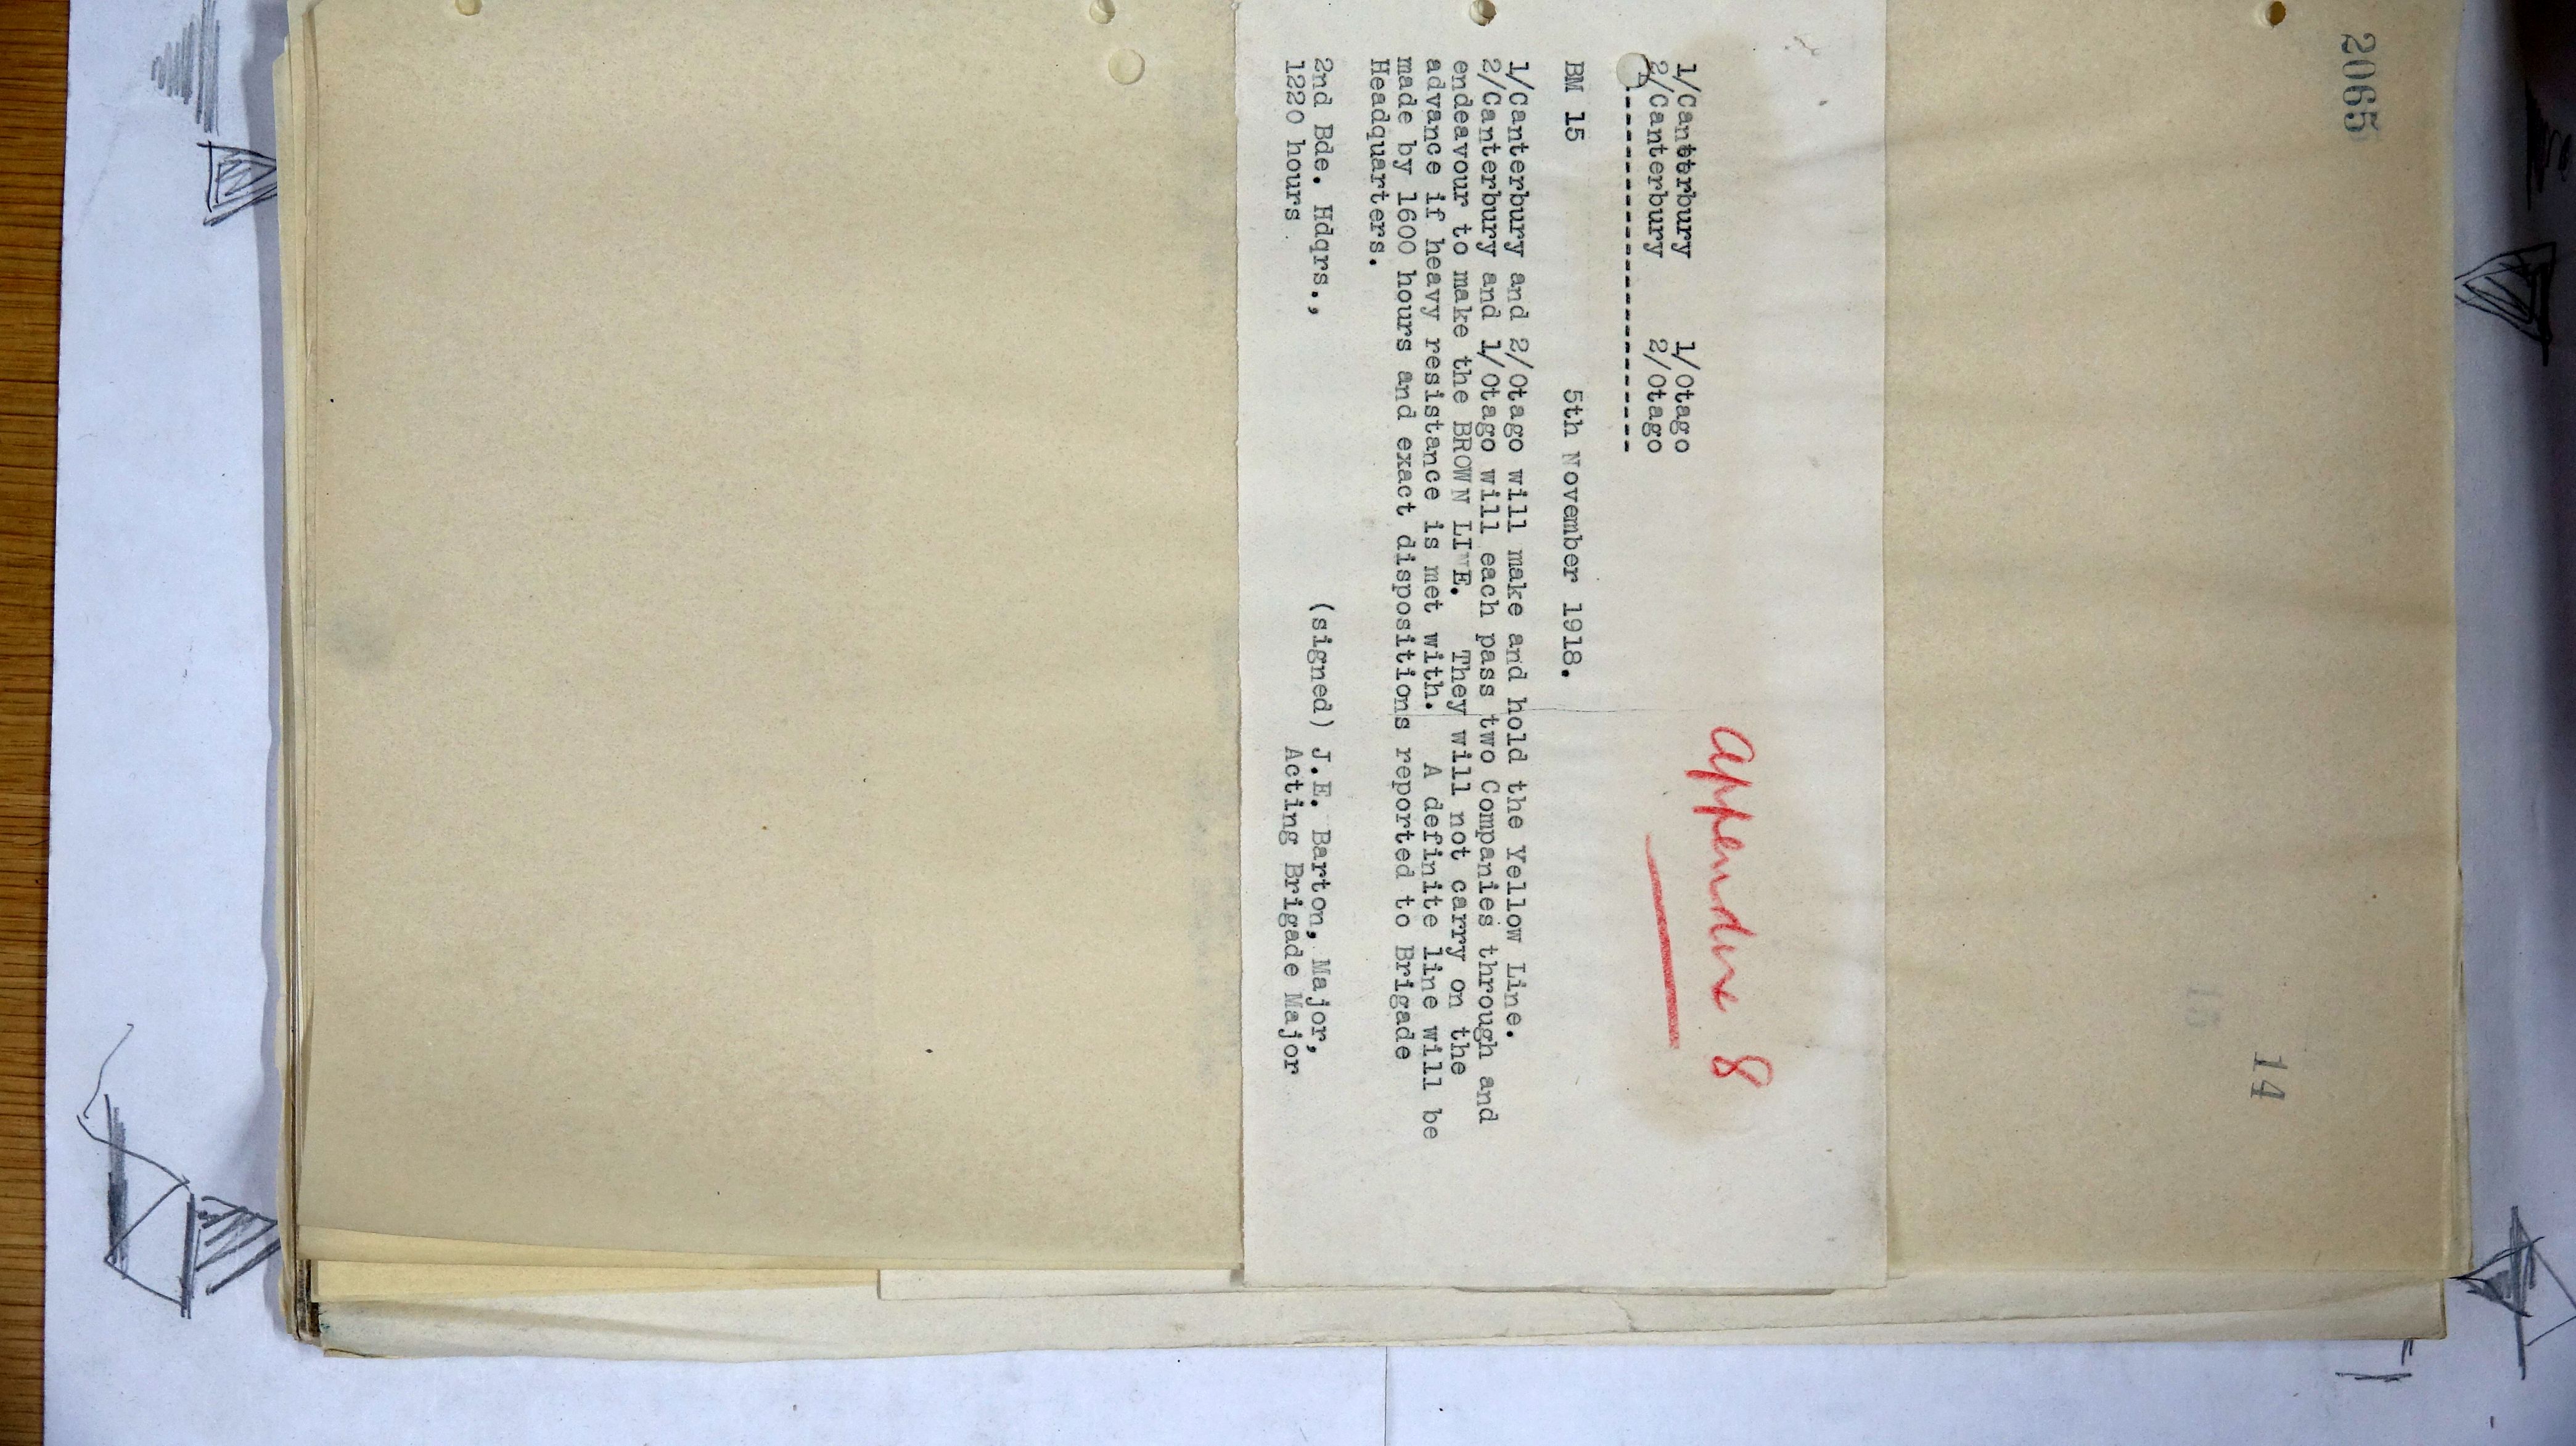 2065
14
15
Appendix 8
1/Canterbury 1/Otago
2/Canterbury 2/Otago
-----------------------------
BM 15 5th November 1918.
1/Canterbury and 2/Otago will make and hold the Yellow Line.
2/Canterbury and 1/Otago will each pass two Companies through and
endeavour to make the BROWN LINE. They will not carry on the
advance if heavy resistance is met with. A definite line will be
made by 1600 hours and exact dispositions reported to Brigade
Headquarters.
2nd Bde. Hdqrs., (signed) J.E. Barton, Major,
1220 hours Acting Brigade Major